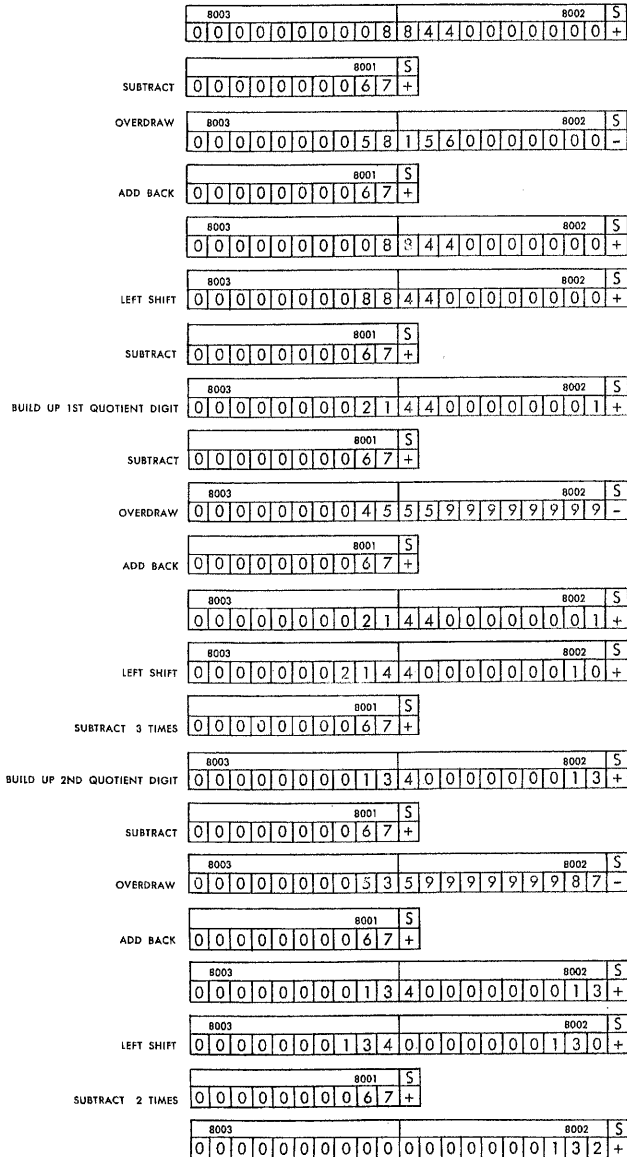 8003 8002 S
0 0 0 0 0 0 0 0 0 8 8 4 4 0 0 0 0 0 0 0 +
8001 S
SUBTRACT 0 0 0 0 0 0 0 0 6 7 +
OVERDRAW 8003 8002 S
0 0 0 0 0 0 0 0 5 8 1 5 6 0 0 0 0 0 0 0 -
8001 S
ADD BACK 0 0 0 0 0 0 0 0 6 7 +
8003 8002 S
0 0 0 0 0 0 0 0 0 8 8 4 4 0 0 0 0 0 0 0 +
8003 8002 S
LEFT SHIFT 0 0 0 0 0 0 0 0 8 8 4 4 0 0 0 0 0 0 0 0 +
8001 S
SUBTRACT 0 0 0 0 0 0 0 0 6 7 +
8003 8002 S
BUILD UP 1ST QUOTIENT DIGIT 0 0 0 0 0 0 0 0 2 1 4 4 0 0 0 0 0 0 0 1 +
8001 S
SUBTRACT 0 0 0 0 0 0 0 0 6 7 +
8003 8002 S
OVERDRAW 0 0 0 0 0 0 0 0 4 5 5 5 9 9 9 9 9 9 9 9 -
8001 S
ADD BACK 0 0 0 0 0 0 0 0 6 7 +
8003 8002 S
0 0 0 0 0 0 0 0 2 1 4 4 0 0 0 0 0 0 0 1 +
8003 8002 S
LEFT SHIFT 0 0 0 0 0 0 0 2 1 4 4 0 0 0 0 0 0 0 1 0 +
8001 S
SUBTRACT 3 TIMES 0 0 0 0 0 0 0 0 6 7 +
8003 8002 S
BUILD UP 2ND QUOTIENT DIGIT 0 0 0 0 0 0 0 0 1 3 4 0 0 0 0 0 0 0 1 3 +
8001 S
SUBTRACT 0 0 0 0 0 0 0 0 6 7 +
8003 8002 S
OVERDRAW 0 0 0 0 0 0 0 0 5 3 5 9 9 9 9 9 9 9 8 7 -
8001 S
ADD BACK 0 0 0 0 0 0 0 0 6 7 +
8003 8002 S
0 0 0 0 0 0 0 0 1 3 4 0 0 0 0 0 0 0 1 3 +
8003 8002 S
LEFT SHIFT 0 0 0 0 0 0 0 1 3 4 0 0 0 0 0 0 0 1 3 0 +
8001 S
SUBTRACT 2 TIMES 0 0 0 0 0 0 0 0 6 7 +
8003 8002 S
0 0 0 0 0 0 0 0 0 0 0 0 0 0 0 0 0 1 3 2 +